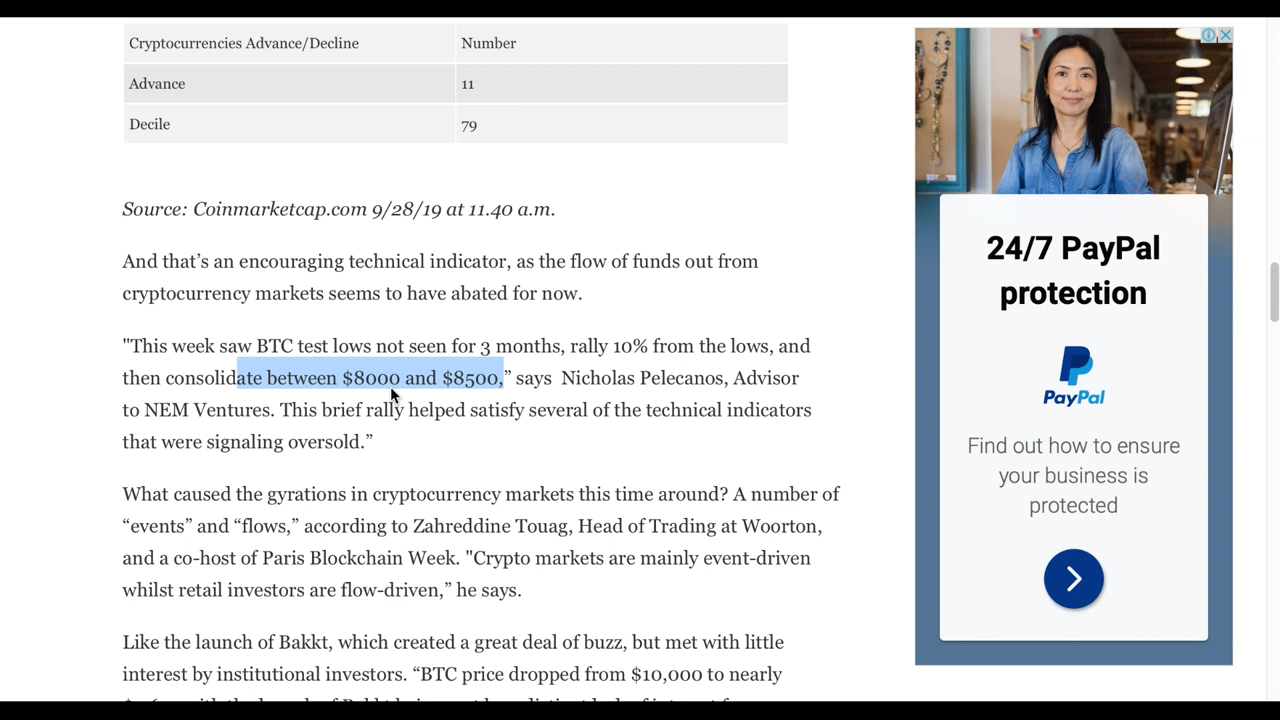 Cryptocurrencies Advance/Decline Number
Advance 11
Decile 79
Source: Coinmarketcap.com 9/28/19 at 11.40 a.m.
And that’s an encouraging technical indicator, as the flow of funds out from
cryptocurrency markets seems to have abated for now.
"This week saw BTC test lows not seen for 3 months, rally 10% from the lows, and
then consolidate between $8000 and $8500,” says Nicholas Pelecanos, Advisor
to NEM Ventures. This brief rally helped satisfy several of the technical indicators
that were signaling oversold.”
What caused the gyrations in cryptocurrency markets this time around? A number of
“events” and “flows,” according to Zahreddine Touag, Head of Trading at Woorton,
and a co-host of Paris Blockchain Week. "Crypto markets are mainly event-driven
whilst retail investors are flow-driven,” he says.
Like the launch of Bakkt, which created a great deal of buzz, but met with little
interest by institutional investors. “BTC price dropped from $10,000 to nearly
24/7 PayPal
protection
PayPal
Find out how to ensure
your business is
protected